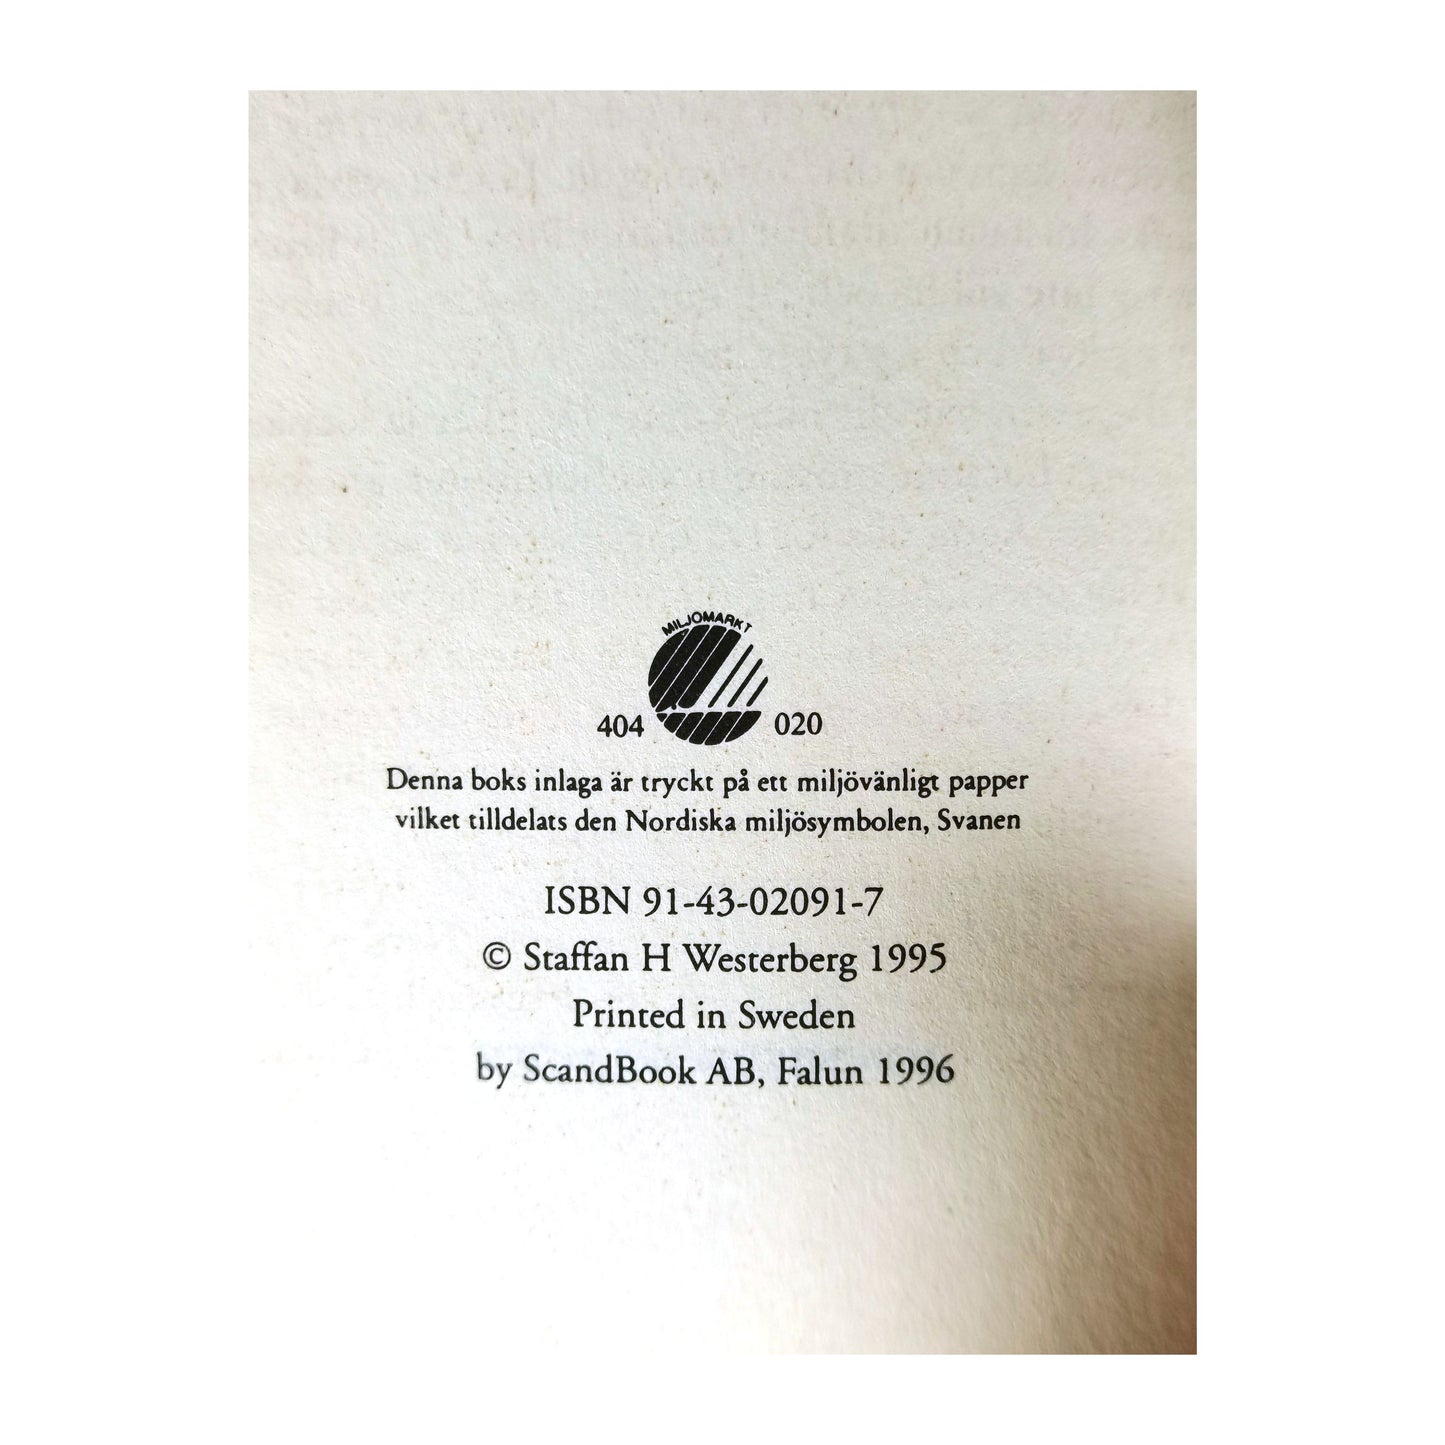 MILJÖMÄRKT
404 020
Denna boks inlaga är tryckt på ett miljövänligt papper
vilket tilldelats den Nordiska miljösymbolen, Svanen
ISBN 91-43-02091-7
© Staffan H Westerberg 1995
Printed in Sweden
by ScandBook AB, Falun 1996